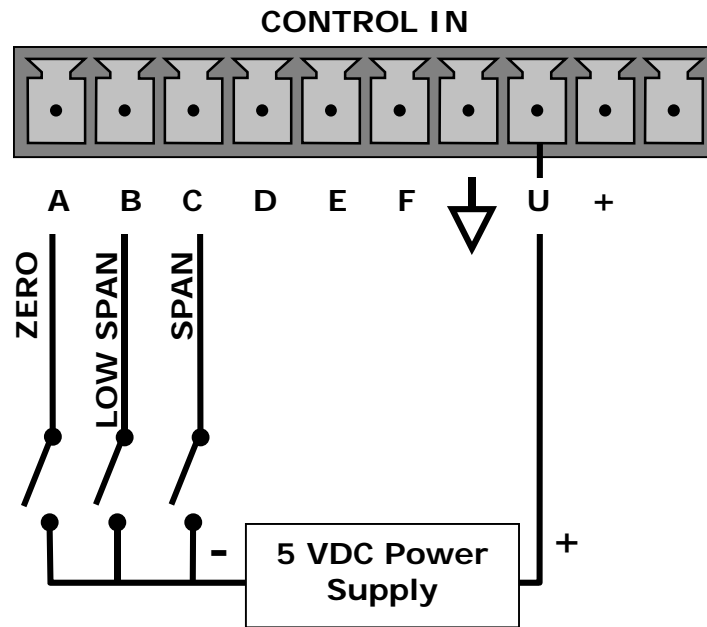 CONTROL IN
A B C D E F U +
ZERO
LOW SPAN
SPAN
- 5 VDC Power +
Supply